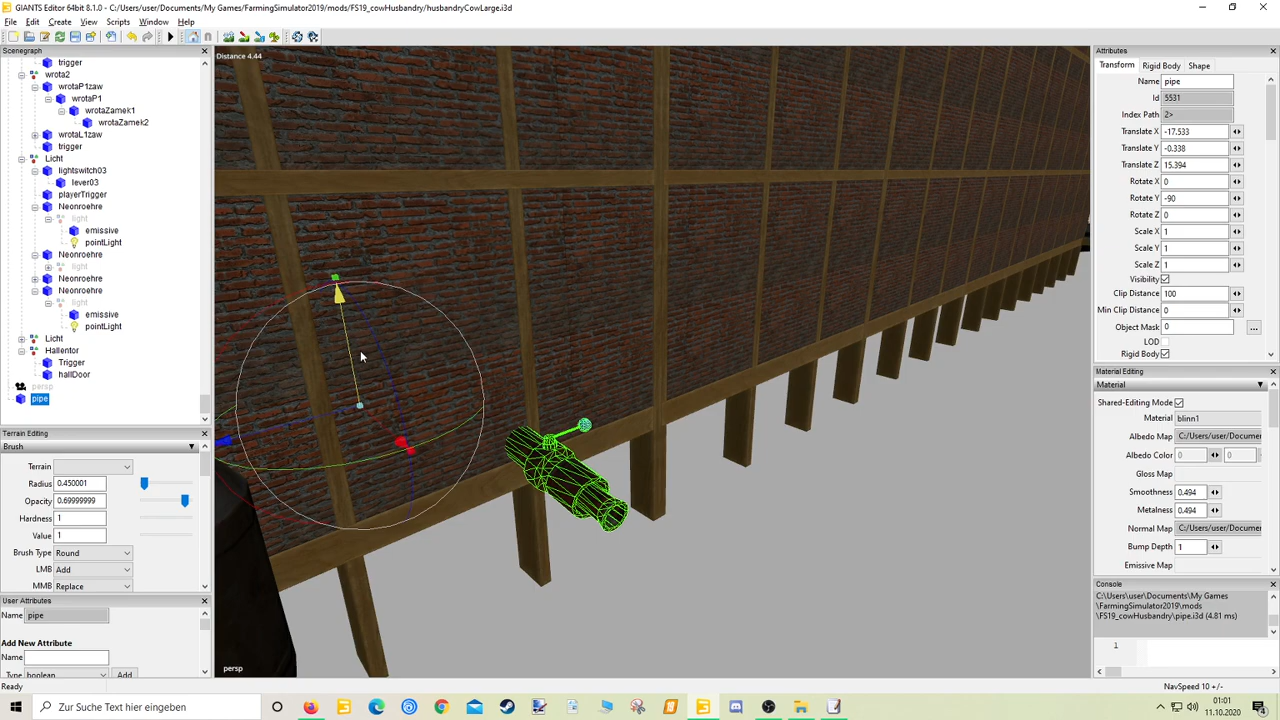 GIANTS Editor 64bit 8.1.0 - C:/Users/user/Documents/My Games/FarmingSimulator2019/mods/FS19_cowHusbandry/husbandryCowLarge.i3d
File Edit Create View Scripts Window Help
Scenegraph
trigger
wrota2
wrotaP1zaw
wrotaP1
wrotaZamek1
wrotaZamek2
wrotaL1zaw
trigger
Licht
lightswitch03
lever03
playerTrigger
Neonroehre
light
emissive
pointLight
Neonroehre
light
Neonroehre
Neonroehre
light
emissive
pointLight
Licht
Hallentor
Trigger
hallDoor
persp
pipe
Terrain Editing
Brush
Terrain
Radius 0.450001
Opacity 0.69999999
Hardness 1
Value 1
Brush Type Round
LMB Add
MMB Replace
User Attributes
Name pipe
Add New Attribute
Name
Type boolean Add
Ready
Distance 4.44
persp
Attributes
Transform Rigid Body Shape
Name pipe
Id 5531
Index Path 2>
Translate X -17.533
Translate Y -0.338
Translate Z 15.394
Rotate X 0
Rotate Y -90
Rotate Z 0
Scale X 1
Scale Y 1
Scale Z 1
Visibility
Clip Distance 100
Min Clip Distance 0
Object Mask 0 ...
LOD
Rigid Body
Material Editing
Material
Shared-Editing Mode
Material blinn1
Albedo Map C:/Users/user/Documer
Albedo Color 0 0
Gloss Map
Smoothness 0.494
Metalness 0.494
Normal Map C:/Users/user/Documer
Bump Depth 1
Emissive Map
Console
C:\Users\user\Documents\My Games
\FarmingSimulator2019\mods
\FS19_cowHusbandry\pipe.i3d (4.81 ms)
1
NavSpeed 10 +/-
Zur Suche Text hier eingeben
01:01
11.10.2020
4